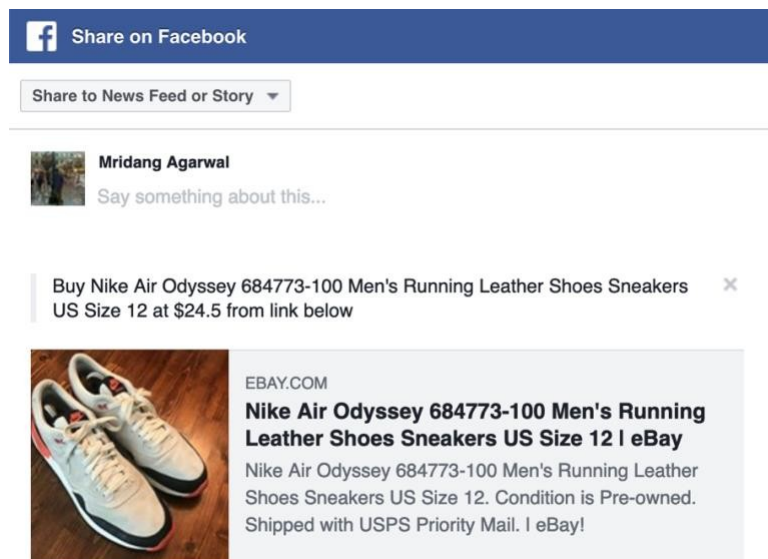 Share on Facebook
Share to News Feed or Story
Mridang Agarwal
Say something about this...
Buy Nike Air Odyssey 684773-100 Men's Running Leather Shoes Sneakers
US Size 12 at $24.5 from link below
EBAY.COM
Nike Air Odyssey 684773-100 Men's Running
Leather Shoes Sneakers US Size 12 | eBay
Nike Air Odyssey 684773-100 Men's Running Leather
Shoes Sneakers US Size 12. Condition is Pre-owned.
Shipped with USPS Priority Mail. | eBay!